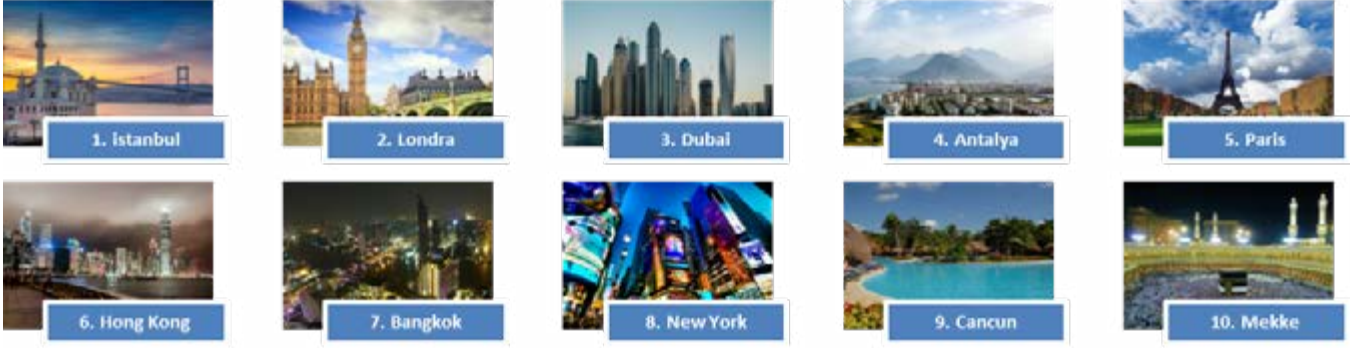 1. istanbul
2. Londra
3. Dubai
4. Antalya
5. Paris
6. Hong Kong
7. Bangkok
8. New York
9. Cancun
10. Mekke